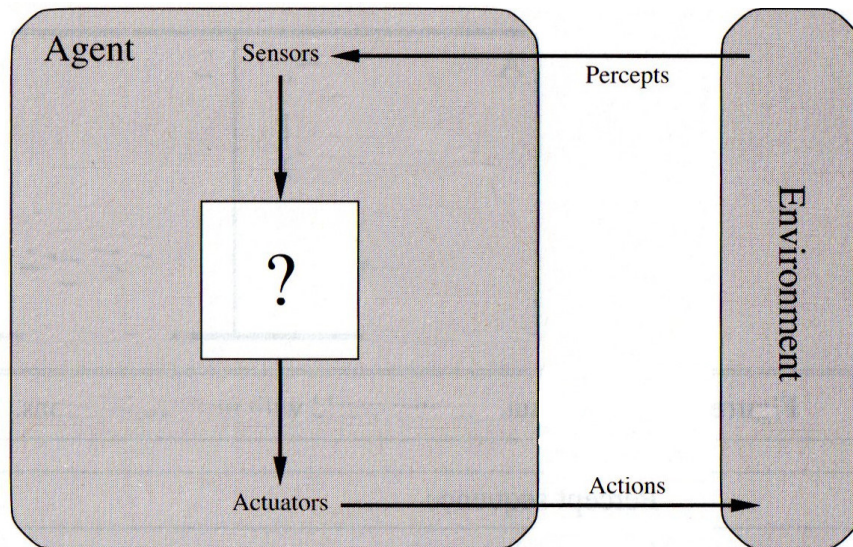 Agent
Sensors
Percepts
?
Environment
Actuators
Actions